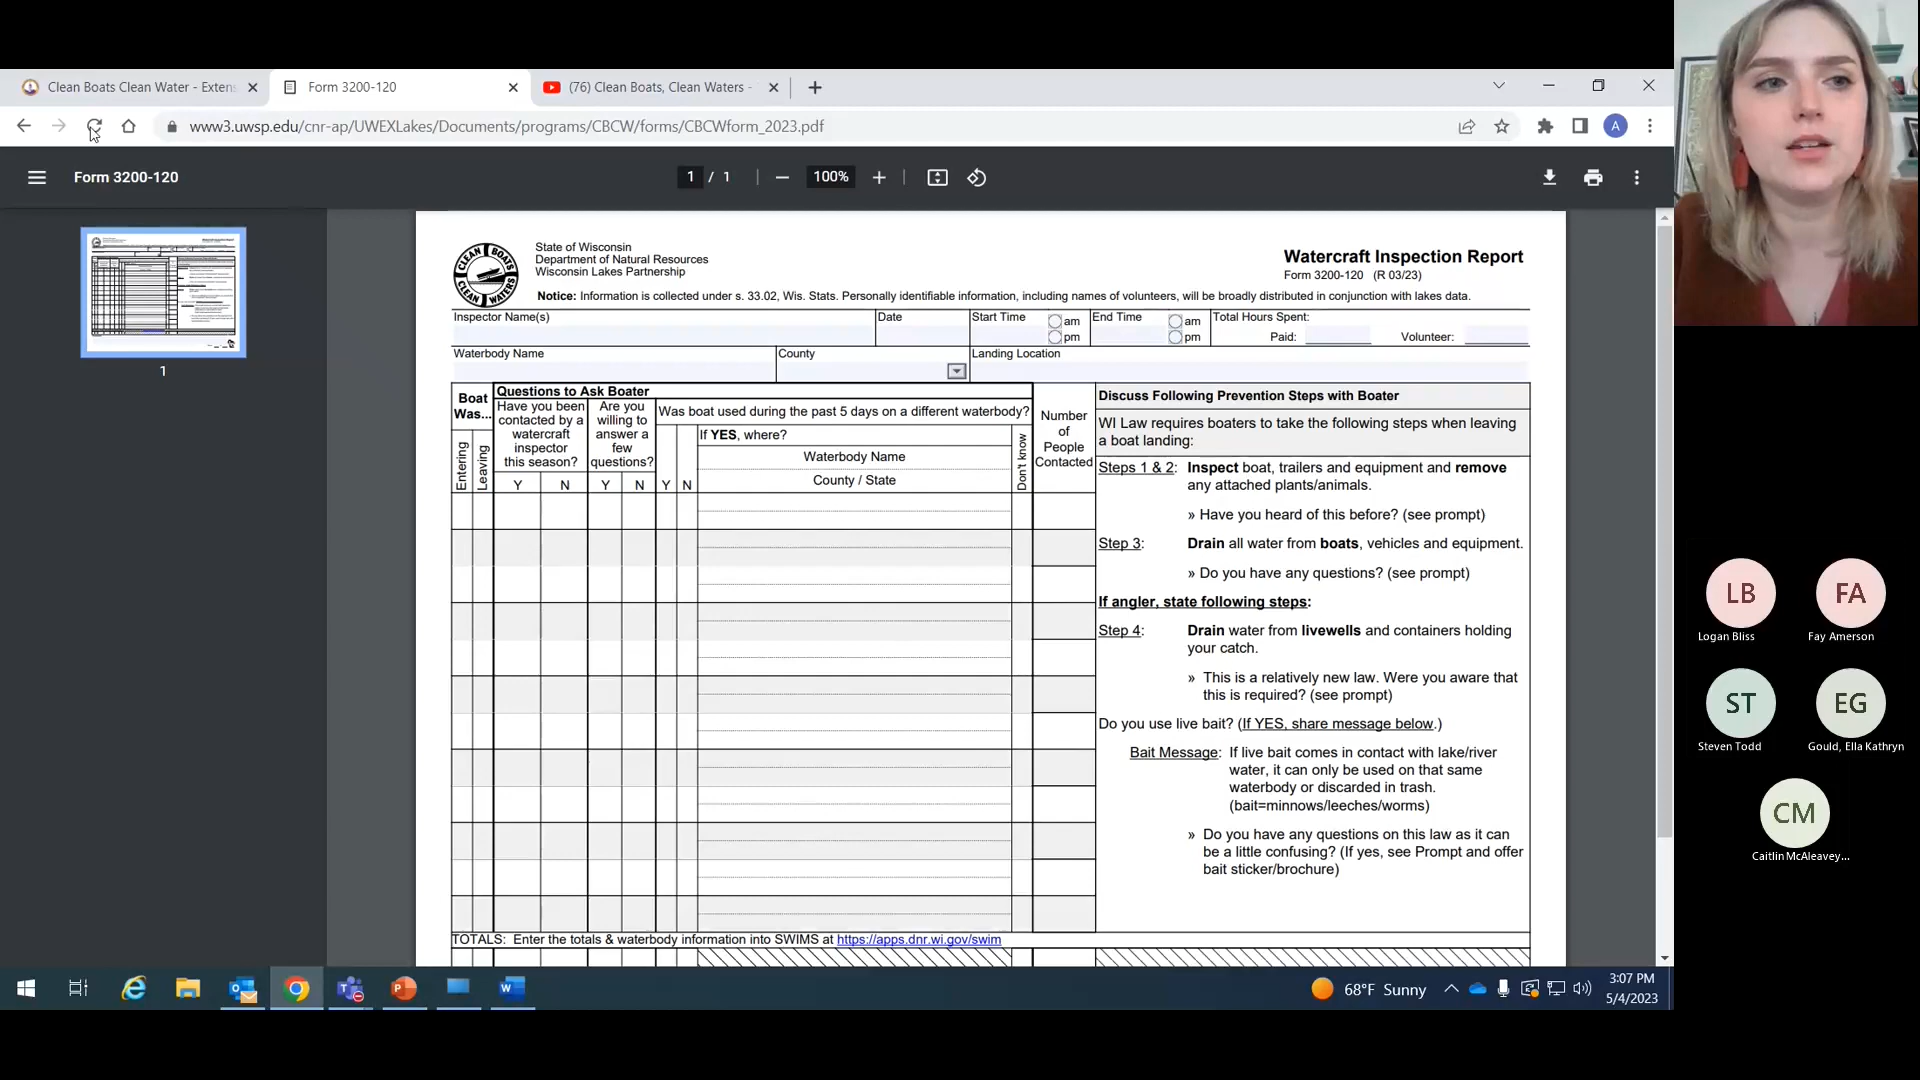 Clean Boats Clean Water - Exten
Form 3200-120
(76) Clean Boats, Clean Waters -
www3.uwsp.edu/cnr-ap/UWEXLakes/Documents/programs/CBCW/forms/CBCWform_2023.pdf
A
Form 3200-120
1 / 1
100%
1
CLEAN BOATS CLEAN WATERS
State of Wisconsin
Department of Natural Resources
Wisconsin Lakes Partnership
Watercraft Inspection Report
Form 3200-120 (R 03/23)
Notice: Information is collected under s. 33.02, Wis. Stats. Personally identifiable information, including names of volunteers, will be broadly distributed in conjunction with lakes data.
Inspector Name(s)
Date
Start Time
am
pm
End Time
am
pm
Total Hours Spent:
Paid:
Volunteer:
Waterbody Name
County
Landing Location
Boat
Was...
Entering
Leaving
Questions to Ask Boater
Have you been
contacted by a
watercraft
inspector
this season?
Y N
Are you
willing to
answer a
few
questions?
Y N
Was boat used during the past 5 days on a different waterbody?
Y N
If YES, where?
Waterbody Name
County / State
Don't know
Number
of
People
Contacted
Discuss Following Prevention Steps with Boater
WI Law requires boaters to take the following steps when leaving
a boat landing:
Steps 1 & 2: Inspect boat, trailers and equipment and remove
any attached plants/animals.
» Have you heard of this before? (see prompt)
Step 3: Drain all water from boats, vehicles and equipment.
» Do you have any questions? (see prompt)
If angler, state following steps:
Step 4: Drain water from livewells and containers holding
your catch.
» This is a relatively new law. Were you aware that
this is required? (see prompt)
Do you use live bait? (If YES, share message below.)
Bait Message: If live bait comes in contact with lake/river
water, it can only be used on that same
waterbody or discarded in trash.
(bait=minnows/leeches/worms)
» Do you have any questions on this law as it can
be a little confusing? (If yes, see Prompt and offer
bait sticker/brochure)
TOTALS: Enter the totals & waterbody information into SWIMS at https://apps.dnr.wi.gov/swim
68°F Sunny
3:07 PM
5/4/2023
LB
Logan Bliss
FA
Fay Amerson
ST
Steven Todd
EG
Gould, Ella Kathryn
CM
Caitlin McAleavey...